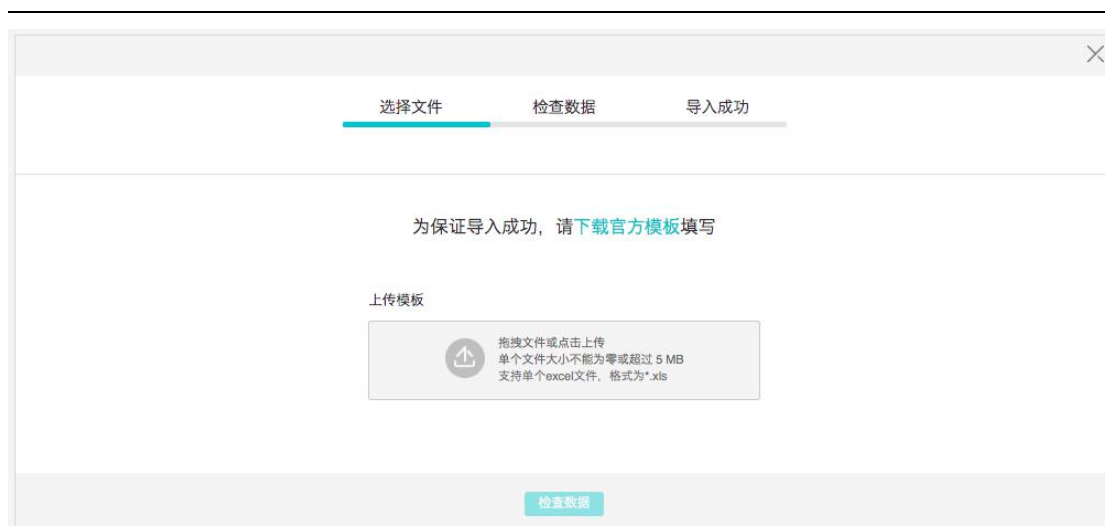 选择文件 检查数据 导入成功
为保证导入成功，请下载官方模板填写
上传模板
拖拽文件或点击上传
单个文件大小不能为零或超过 5 MB
支持单个excel文件，格式为*.xls
检查数据